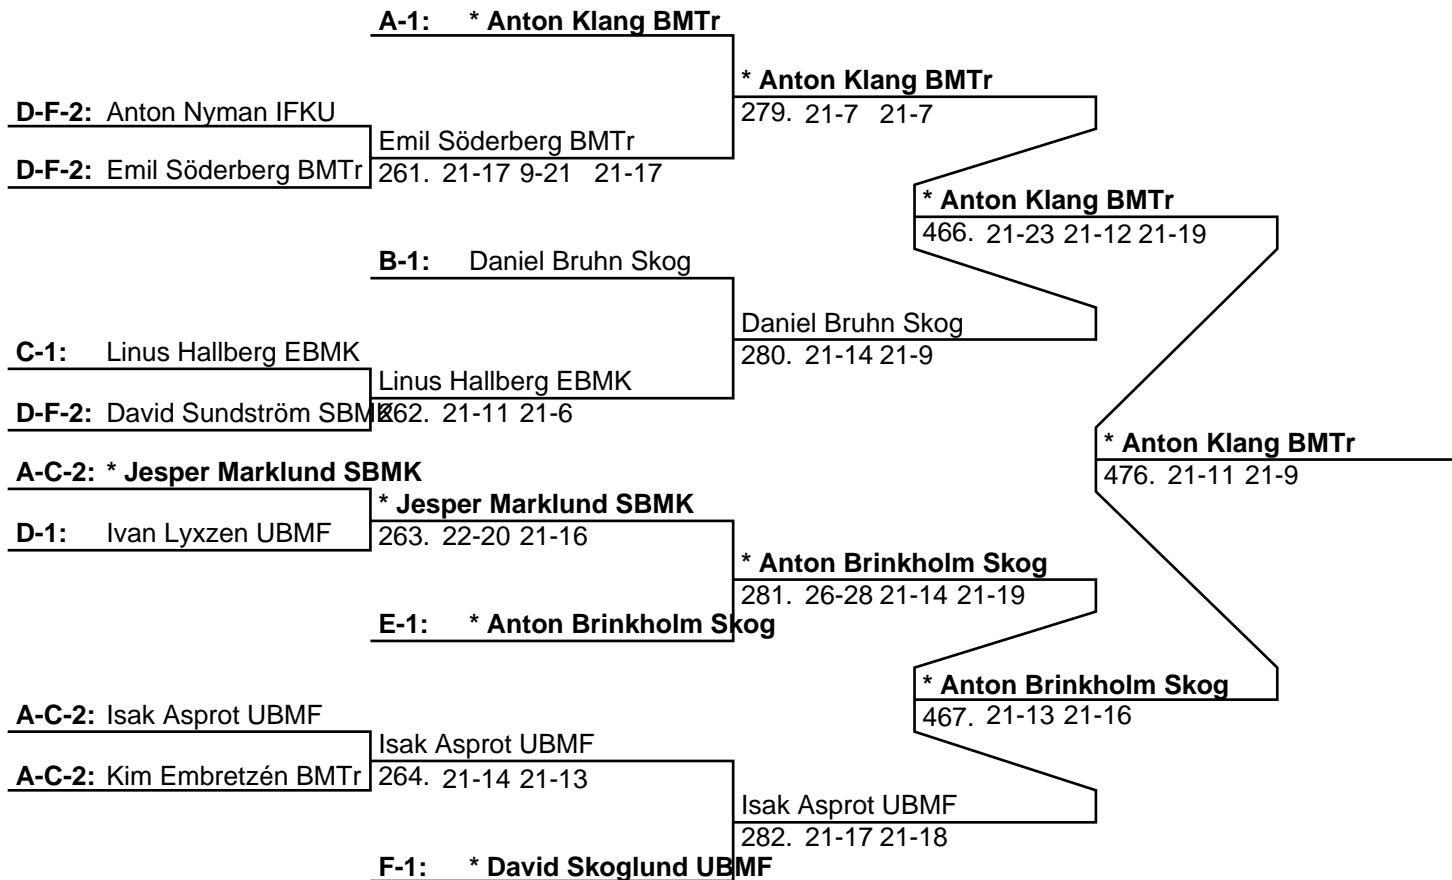 A-1: * Anton Klang BMTr
* Anton Klang BMTr
279. 21-7 21-7
D-F-2: Anton Nyman IFKU
Emil Söderberg BMTr
D-F-2: Emil Söderberg BMTr
261. 21-17 9-21 21-17
* Anton Klang BMTr
466. 21-23 21-12 21-19
B-1: Daniel Bruhn Skog
Daniel Bruhn Skog
280. 21-14 21-9
C-1: Linus Hallberg EBMK
Linus Hallberg EBMK
D-F-2: David Sundström SBMK
262. 21-11 21-6
* Anton Klang BMTr
476. 21-11 21-9
A-C-2: * Jesper Marklund SBMK
* Jesper Marklund SBMK
D-1: Ivan Lyxzen UBMF
263. 22-20 21-16
* Anton Brinkholm Skog
281. 26-28 21-14 21-19
E-1: * Anton Brinkholm Skog
* Anton Brinkholm Skog
467. 21-13 21-16
A-C-2: Isak Asprot UBMF
Isak Asprot UBMF
A-C-2: Kim Embretzén BMTr
264. 21-14 21-13
Isak Asprot UBMF
282. 21-17 21-18
F-1: * David Skoglund UBMF